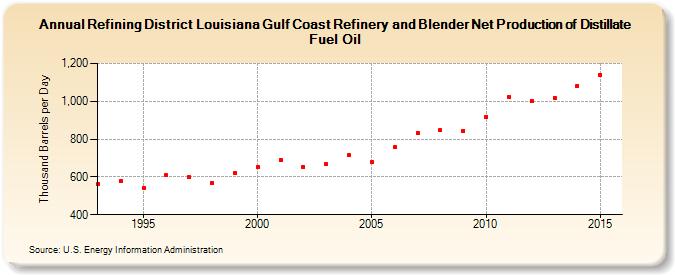 Annual Refining District Louisiana Gulf Coast Refinery and Blender Net Production of Distillate
Fuel Oil
Thousand Barrels per Day
1,200
1,000
800
600
400
1995
2000
2005
2010
2015
Source: U.S. Energy Information Administration